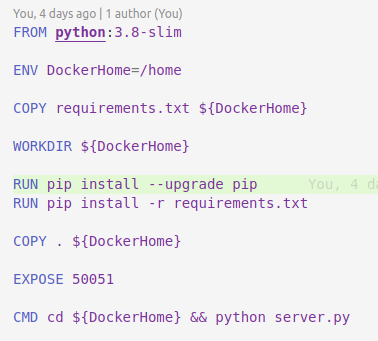 You, 4 days ago | 1 author (You)
FROM python:3.8-slim
ENV DockerHome=/home
COPY requirements.txt ${DockerHome}
WORKDIR ${DockerHome}
RUN pip install --upgrade pip You, 4 da
RUN pip install -r requirements.txt
COPY . ${DockerHome}
EXPOSE 50051
CMD cd ${DockerHome} && python server.py